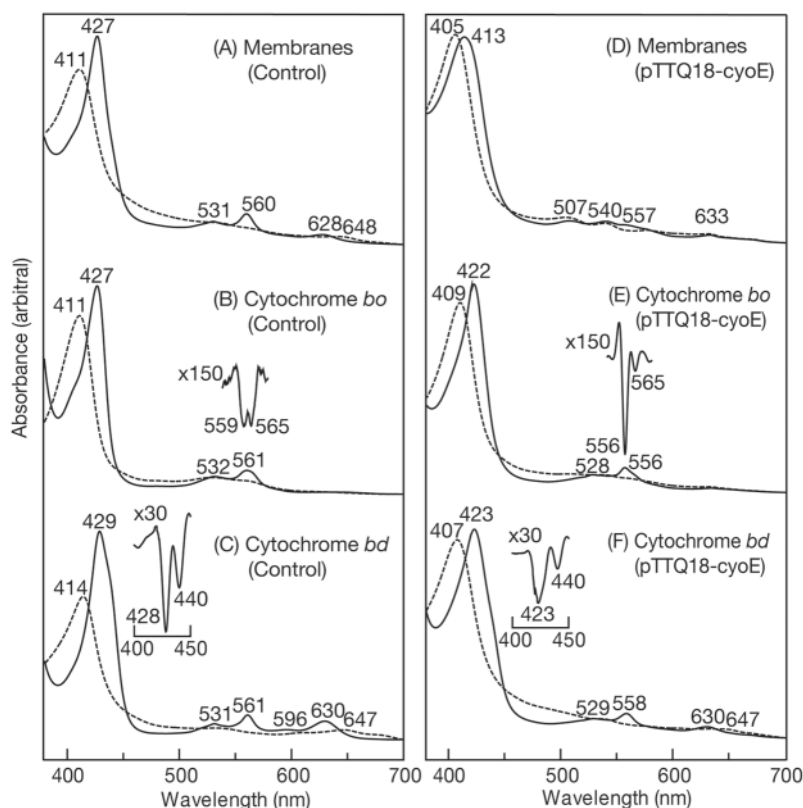 427
411
(A) Membranes
(Control)
531
560
628
648
427
411
(B) Cytochrome bo
(Control)
x150
559
565
532
561
429
x30
414
(C) Cytochrome bd
(Control)
428
440
400
450
531
561
596
630
647
400
500
600
700
Wavelength (nm)
Absorbance (arbitral)
405
413
(D) Membranes
(pTTQ18-cyoE)
507
540
557
633
422
409
(E) Cytochrome bo
(pTTQ18-cyoE)
x150
565
556
556
528
423
407
x30
(F) Cytochrome bd
(pTTQ18-cyoE)
440
423
400
450
529
558
630
647
400
500
600
700
Wavelength (nm)